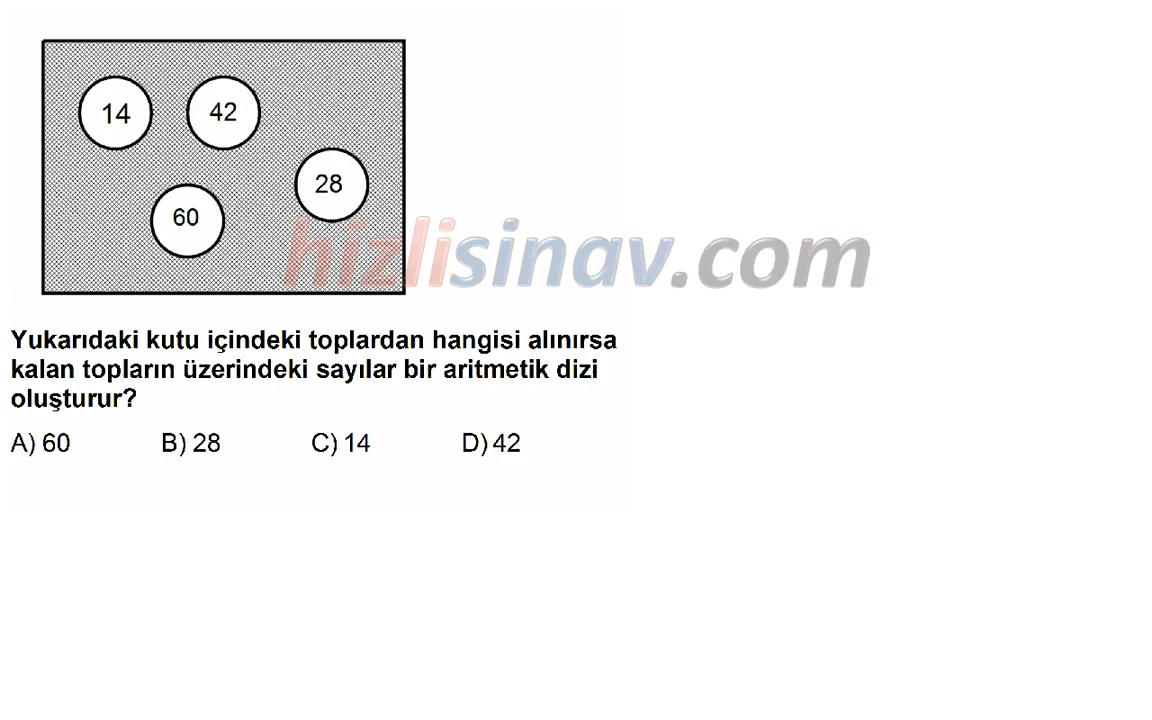 14
42
28
60
hizlisinav.com
Yukarıdaki kutu içindeki toplardan hangisi alınırsa
kalan topların üzerindeki sayılar bir aritmetik dizi
oluşturur?
A) 60 B) 28 C) 14 D) 42